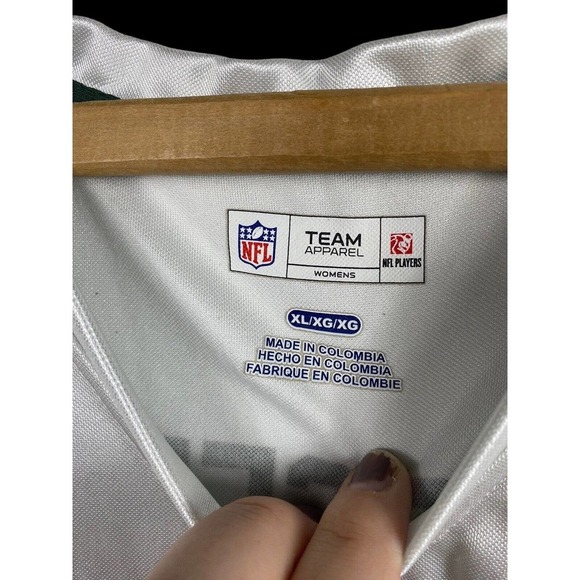 NFL
TEAM
APPAREL
WOMENS
NFL PLAYERS
XL/XG/XG
MADE IN COLOMBIA
HECHO EN COLOMBIA
FABRIQUE EN COLOMBIE